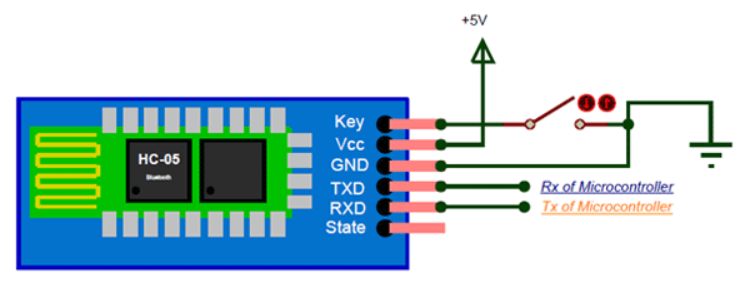 +5V
Key
Vcc
GND
TXD
RXD
State
HC-05
Bluetooth
Rx of Microcontroller
Tx of Microcontroller